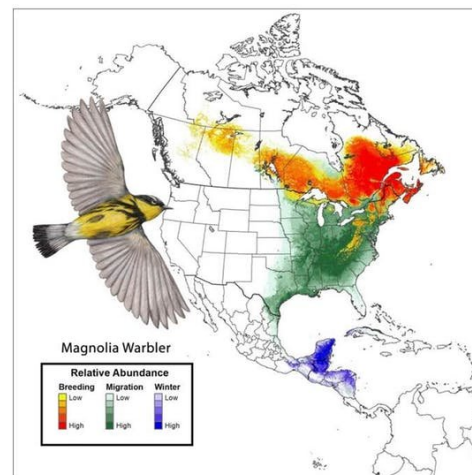 Magnolia Warbler
Relative Abundance
Breeding Migration Winter
Low Low Low
High High High